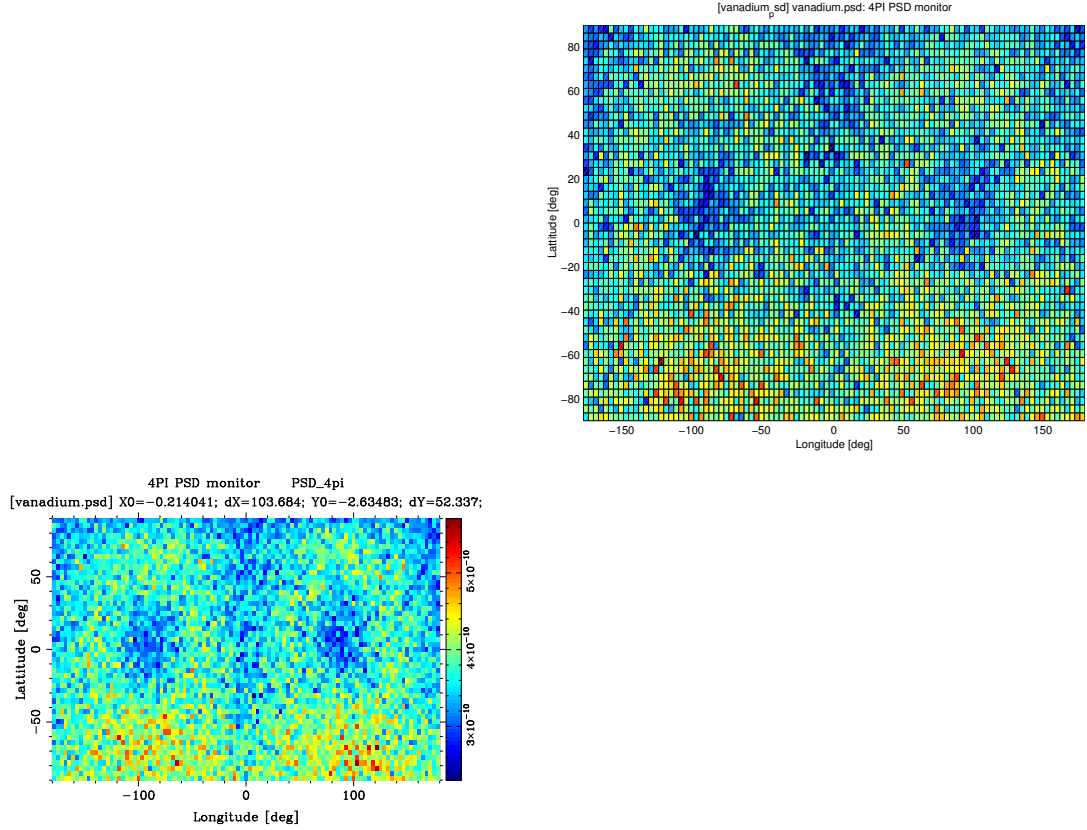 [vanadium_psd] vanadium.psd: 4PI PSD monitor
80
60
40
20
0
−20
−40
−60
−80
Lattitude [deg]
−150 −100 −50 0 50 100 150
Longitude [deg]
4PI PSD monitor PSD_4pi
[vanadium.psd] X0=−0.214041; dX=103.684; Y0=−2.63483; dY=52.337;
50
0
−50
Lattitude [deg]
5×10⁻¹⁰
4×10⁻¹⁰
3×10⁻¹⁰
−100 0 100
Longitude [deg]